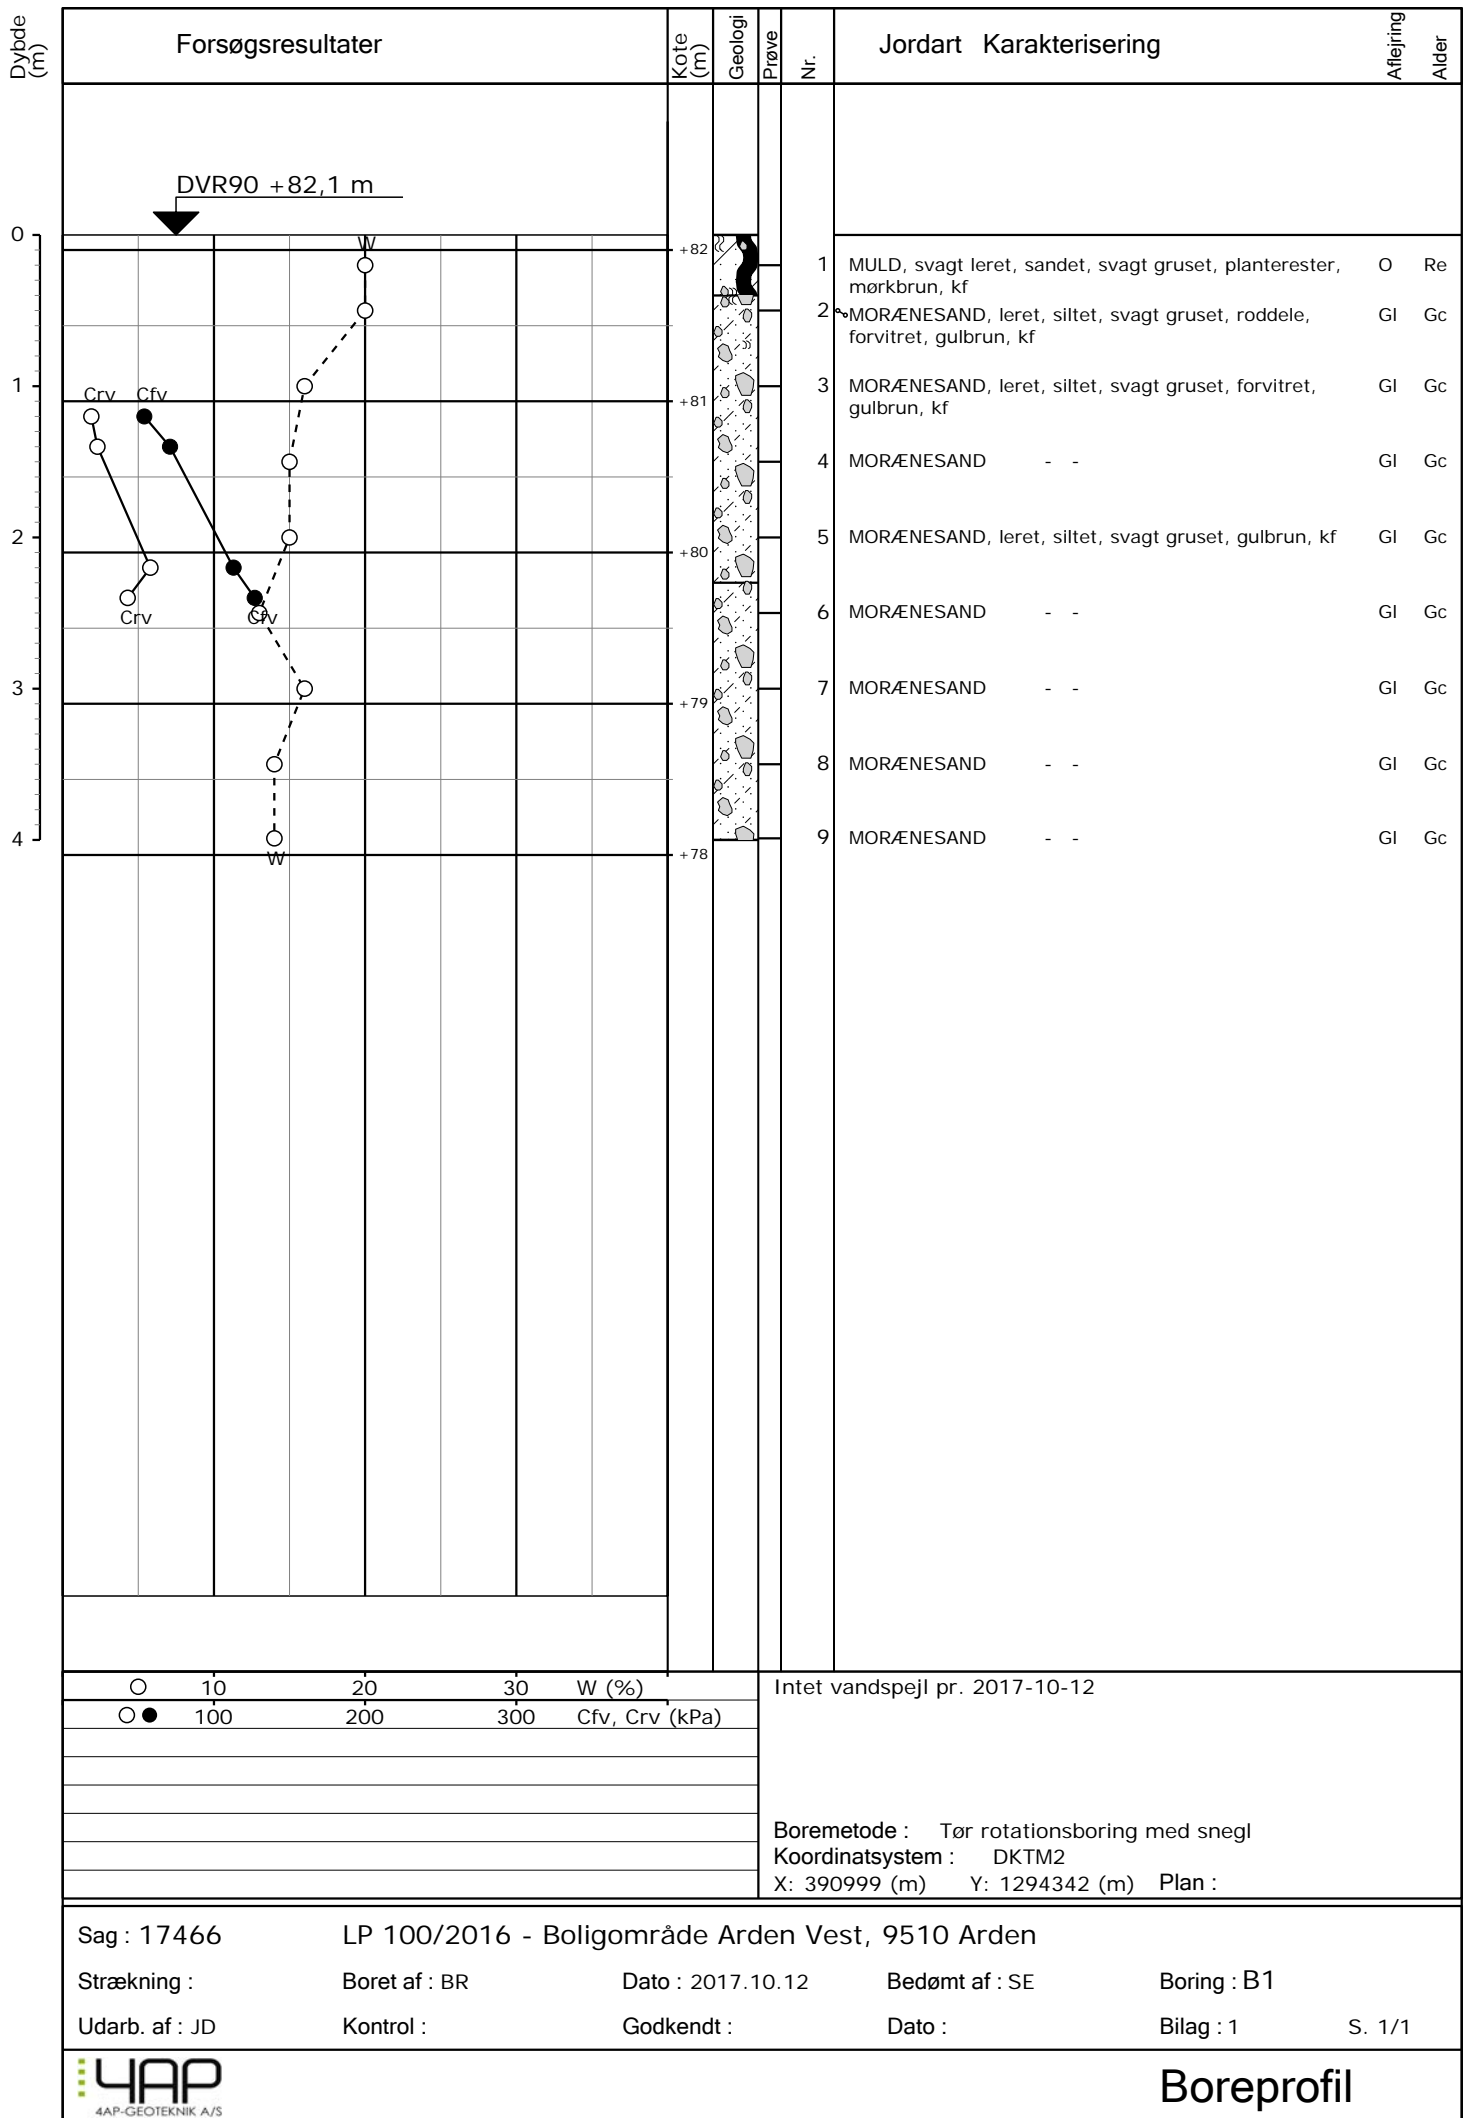 Dybde (m)
Forsøgsresultater
Kote (m)
Geologi
Prøve
Nr.
Jordart Karakterisering
Aflejring
Alder
DVR90 +82,1 m
0
W
+82
1 MULD, svagt leret, sandet, svagt gruset, planterester, O Re
mørkbrun, kf
2 MORÆNESAND, leret, siltet, svagt gruset, roddele, Gl Gc
forvitret, gulbrun, kf
1
Crv Cfv
+81
3 MORÆNESAND, leret, siltet, svagt gruset, forvitret, Gl Gc
gulbrun, kf
4 MORÆNESAND - - Gl Gc
2
+80
5 MORÆNESAND, leret, siltet, svagt gruset, gulbrun, kf Gl Gc
Crv Cfv
6 MORÆNESAND - - Gl Gc
3
+79
7 MORÆNESAND - - Gl Gc
8 MORÆNESAND - - Gl Gc
4
W
+78
9 MORÆNESAND - - Gl Gc
10 20 30 W (%)
100 200 300 Cfv, Crv (kPa)
Intet vandspejl pr. 2017-10-12
Boremetode : Tør rotationsboring med snegl
Koordinatsystem : DKTM2
X: 390999 (m) Y: 1294342 (m) Plan :
Sag : 17466 LP 100/2016 - Boligområde Arden Vest, 9510 Arden
Strækning : Boret af : BR Dato : 2017.10.12 Bedømt af : SE Boring : B1
Udarb. af : JD Kontrol : Godkendt : Dato : Bilag : 1 S. 1/1
4AP
4AP-GEOTEKNIK A/S
Boreprofil